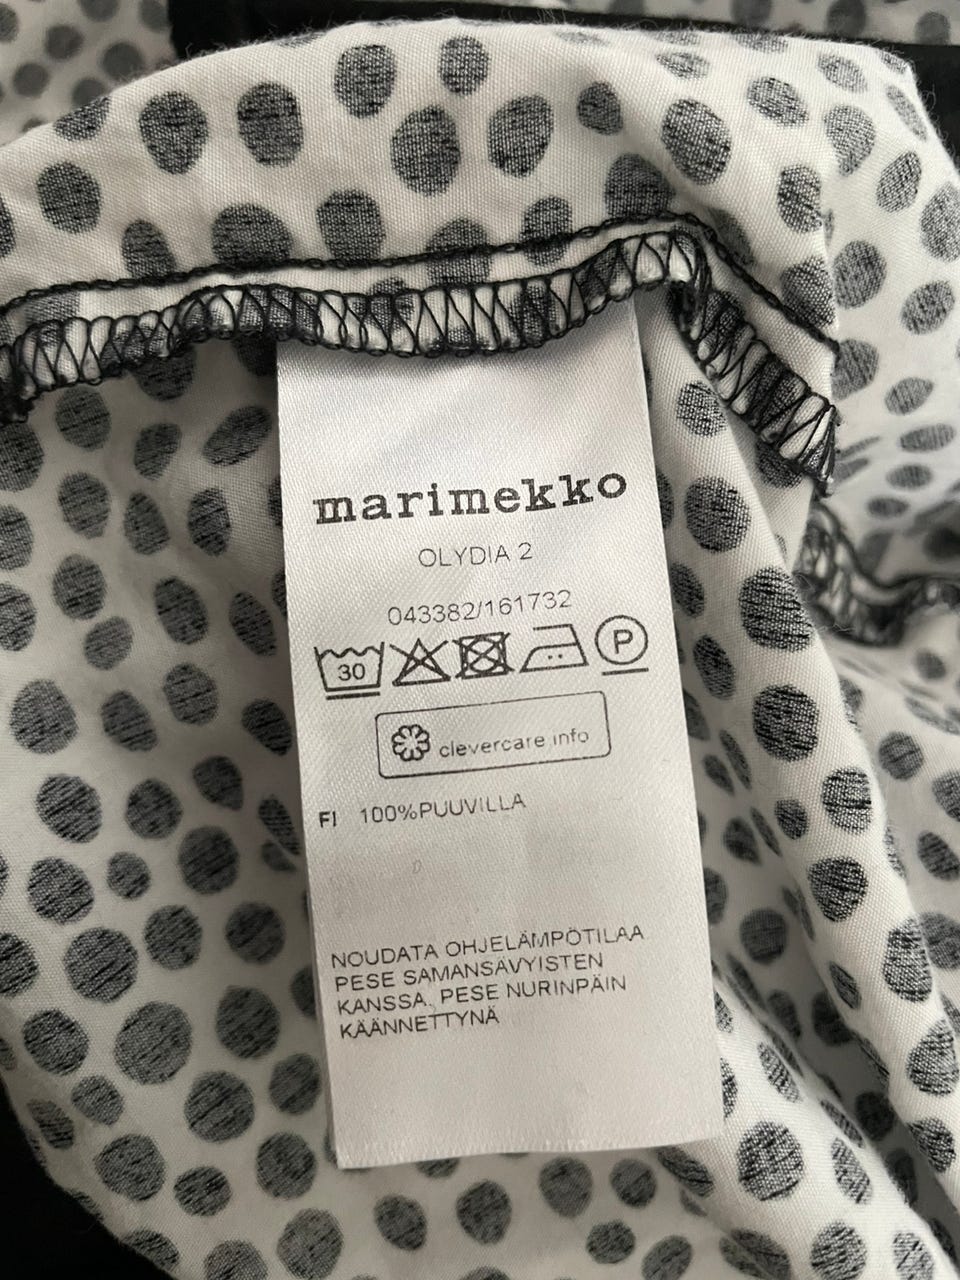 marimekko
OLYDIA 2
043382/161732
30 P
clevercare.info
FI 100%PUUVILLA
NOUDATA OHJELÄMPÖTILAA
PESE SAMANSÄVYISTEN
KANSSA. PESE NURINPÄIN
KÄÄNNETTYNÄ